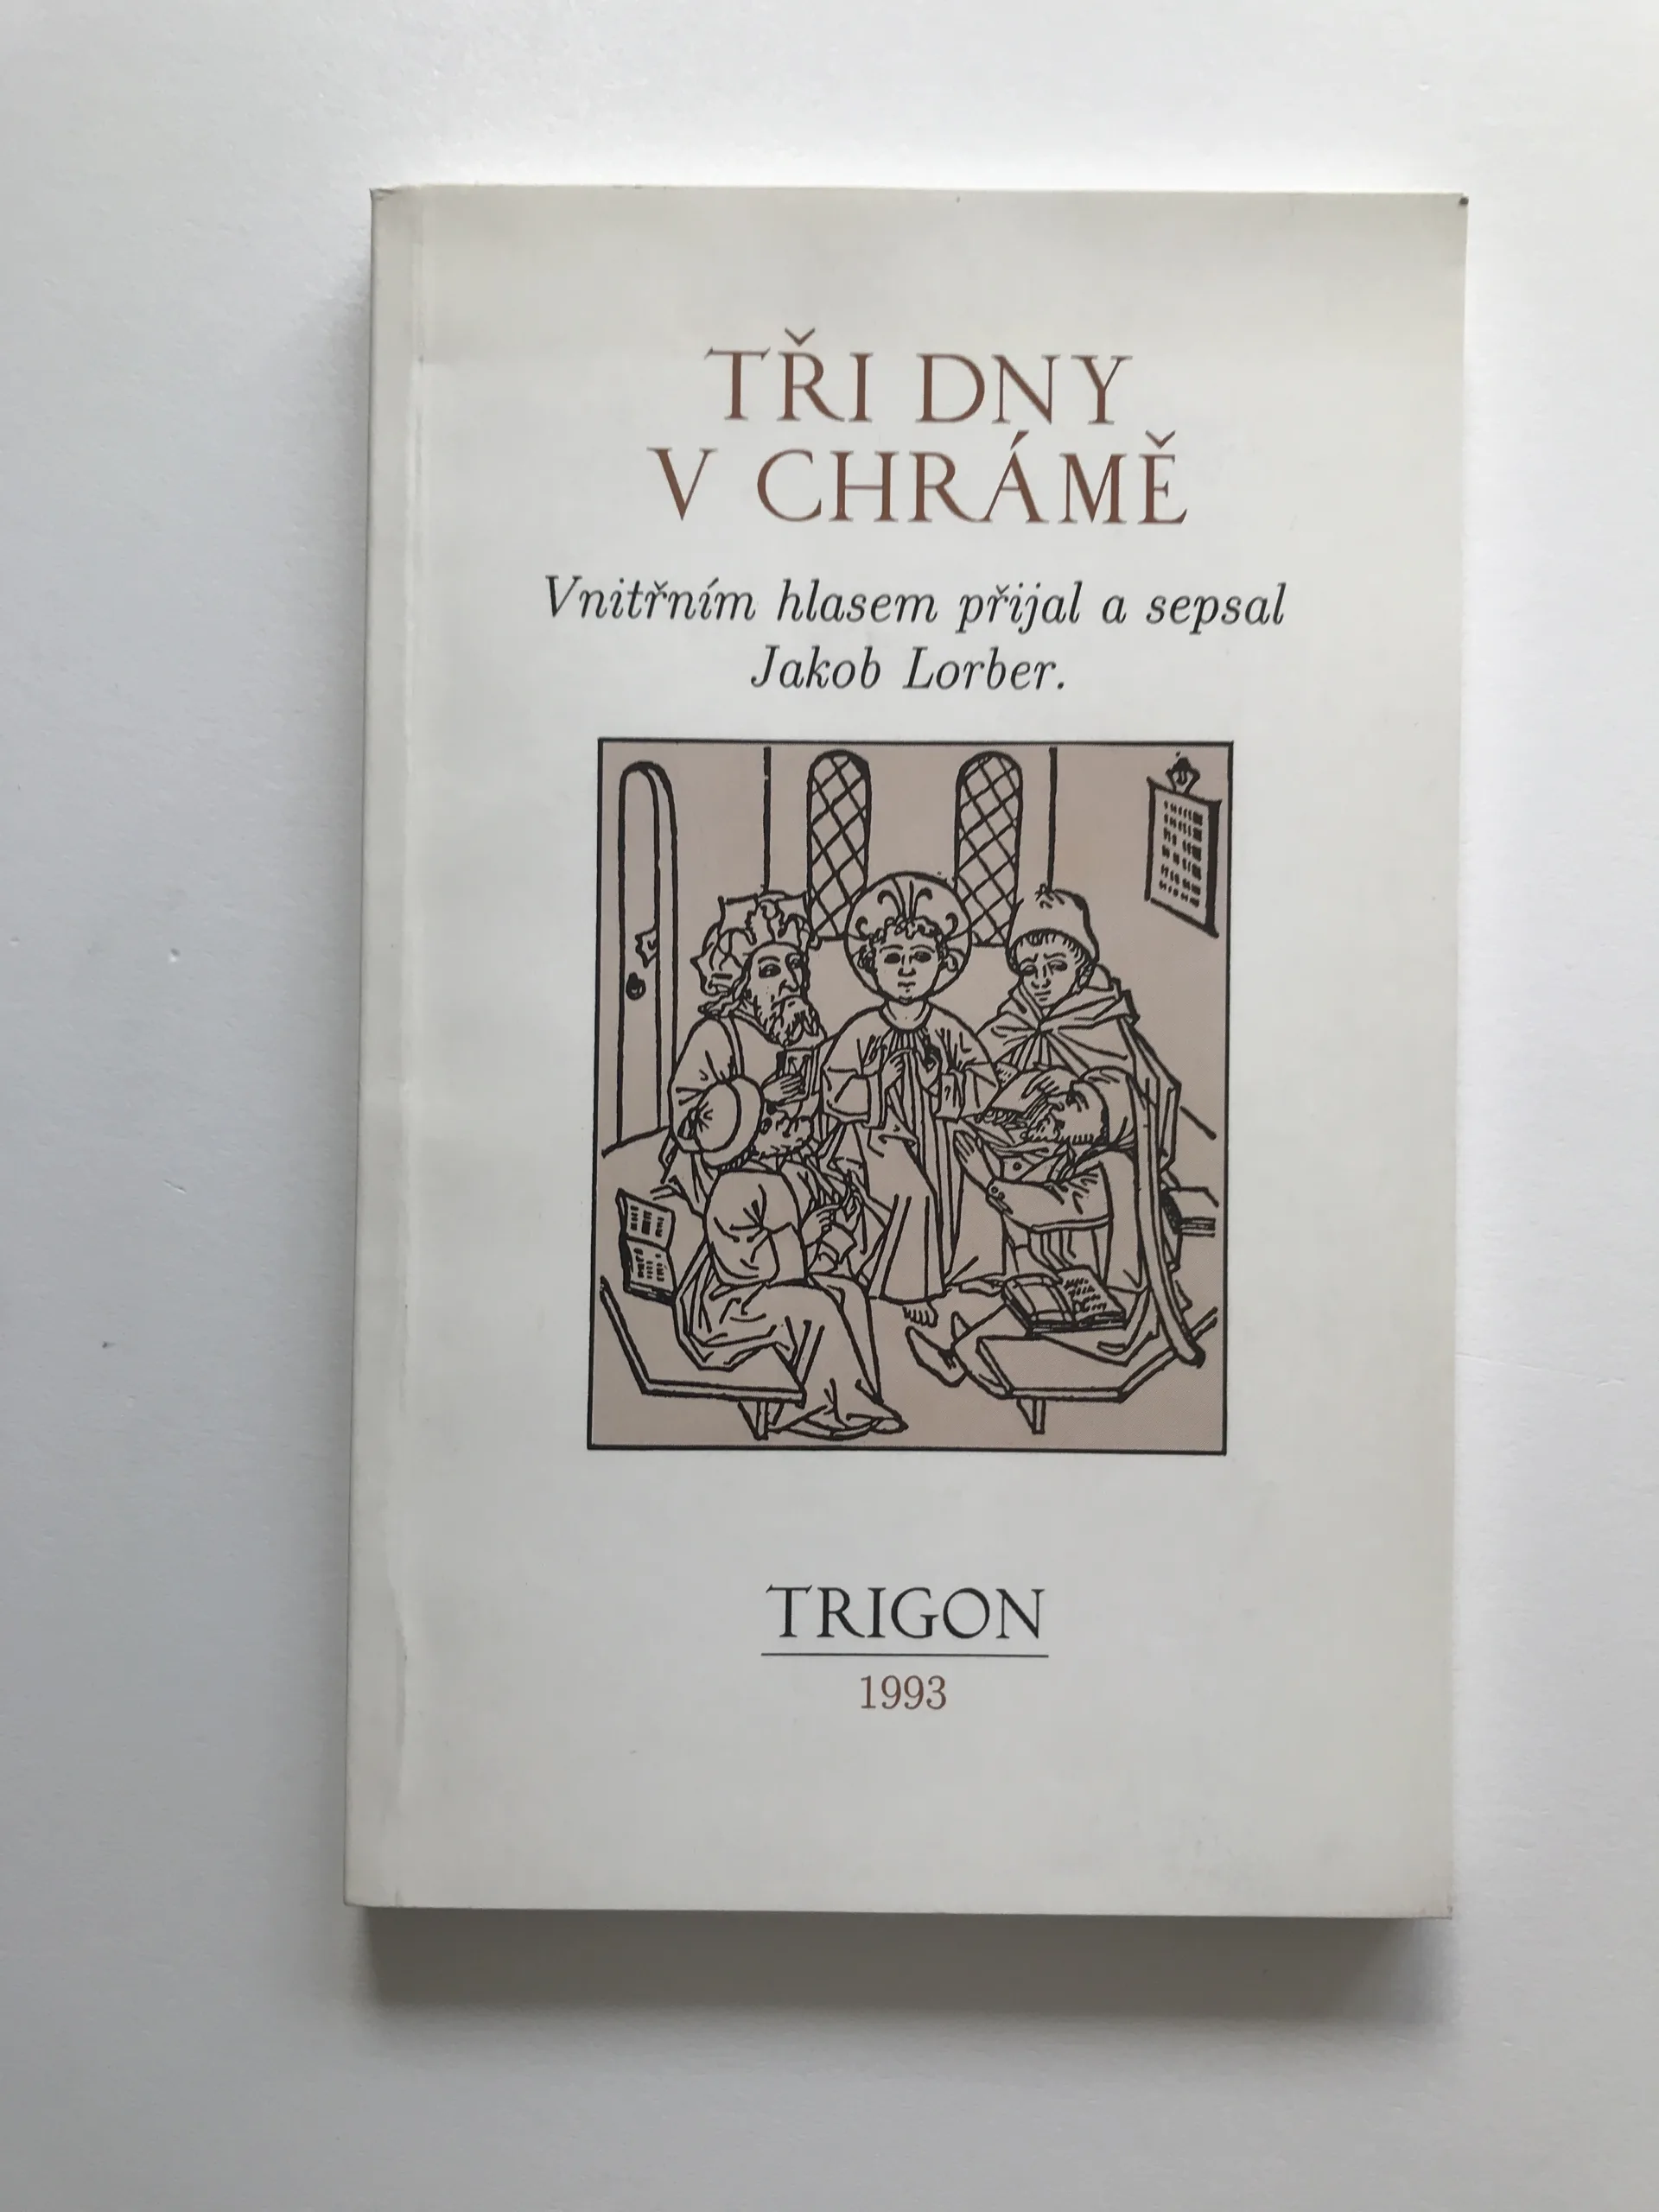 TŘI DNY
V CHRÁMĚ
Vnitřním hlasem přijal a sepsal
Jakob Lorber.
TRIGON
1993